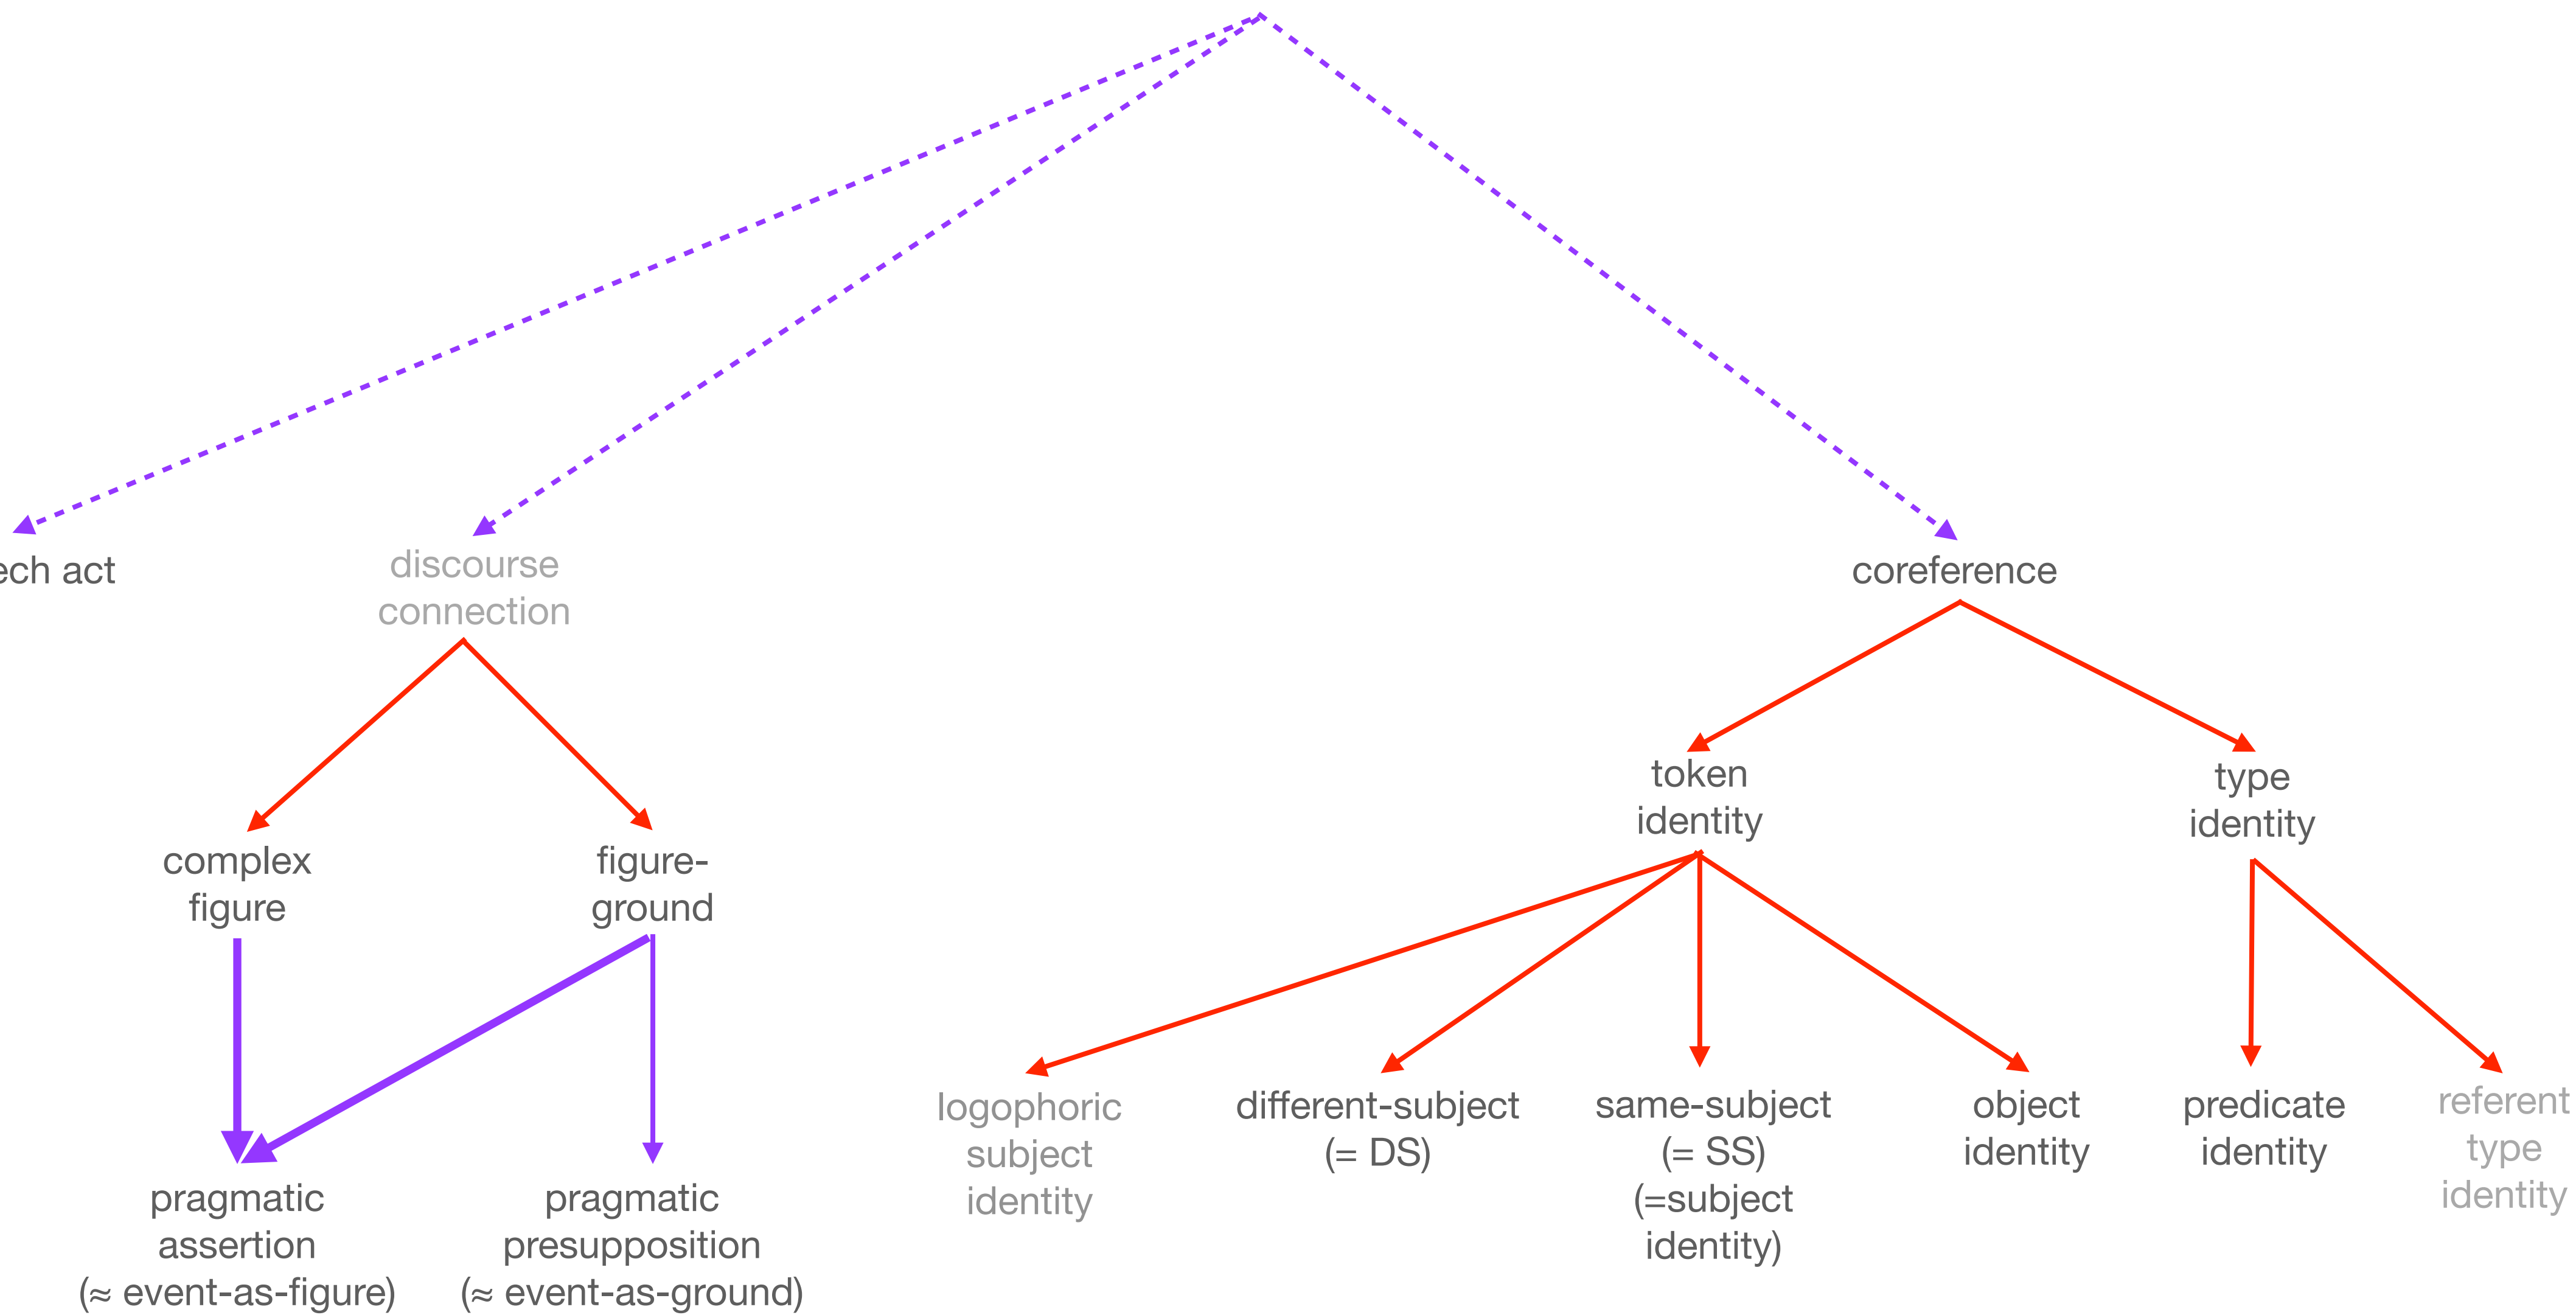 ech act
discourse
connection
coreference
token
identity
type
identity
complex
figure
figure-
ground
logophoric
subject
identity
different-subject
(= DS)
same-subject
(= SS)
(=subject
identity)
object
identity
predicate
identity
referent
type
identity
pragmatic
assertion
(≈ event-as-figure)
pragmatic
presupposition
(≈ event-as-ground)